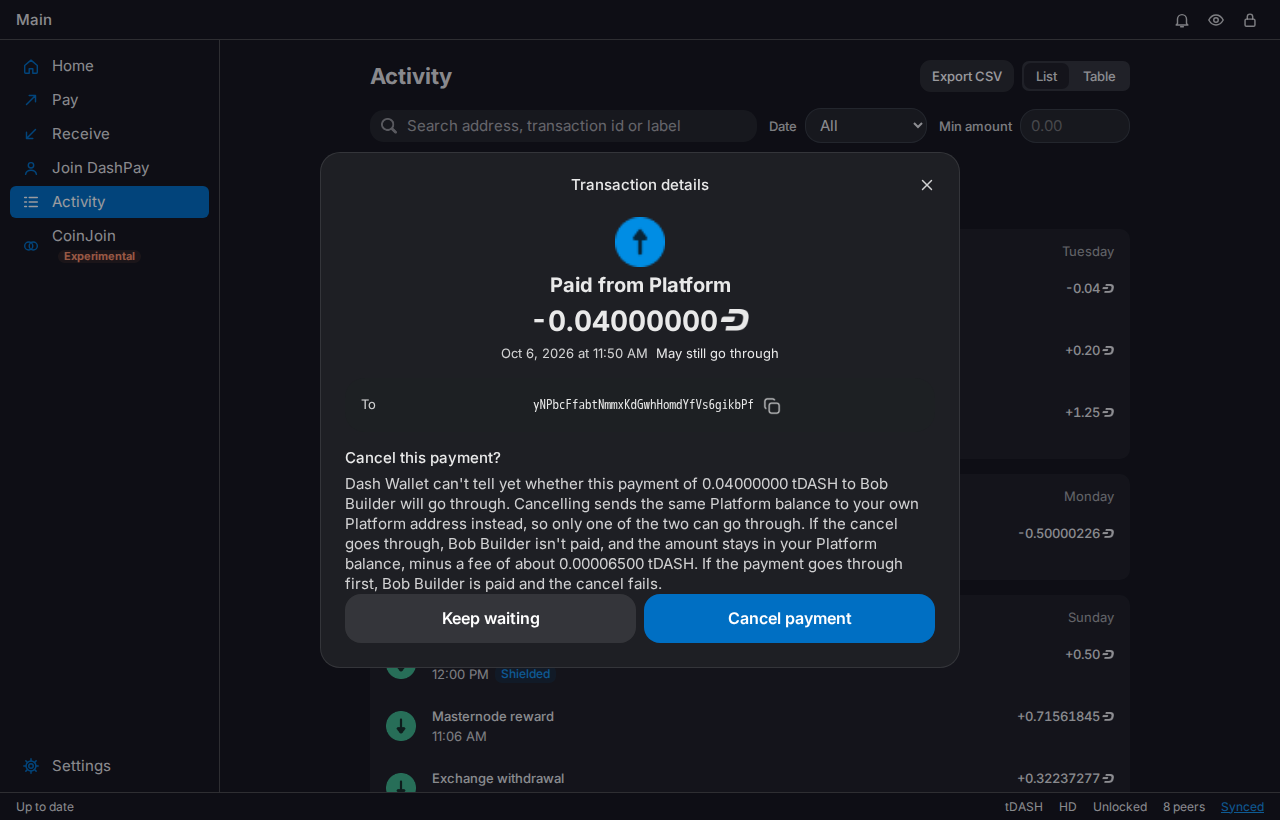 Main
Home
Pay
Receive
Join DashPay
Activity
CoinJoin
Experimental
Settings
Activity
Export CSV
List
Table
Search address, transaction id or label
Date
All
Min amount
0.00
Transaction details
Paid from Platform
-0.04000000
Oct 6, 2026 at 11:50 AM May still go through
To
yNPbcFfabtNmmxKdGwhHomdYfVs6gikbPf
Cancel this payment?
Dash Wallet can't tell yet whether this payment of 0.04000000 tDASH to Bob
Builder will go through. Cancelling sends the same Platform balance to your own
Platform address instead, so only one of the two can go through. If the cancel
goes through, Bob Builder isn't paid, and the amount stays in your Platform
balance, minus a fee of about 0.00006500 tDASH. If the payment goes through
first, Bob Builder is paid and the cancel fails.
Keep waiting
Cancel payment
Tuesday
-0.04
+0.20
+1.25
Monday
-0.50000226
Sunday
+0.50
12:00 PM Shielded
Masternode reward
+0.71561845
11:06 AM
Exchange withdrawal
+0.32237277
Up to date
tDASH
HD
Unlocked
8 peers
Synced